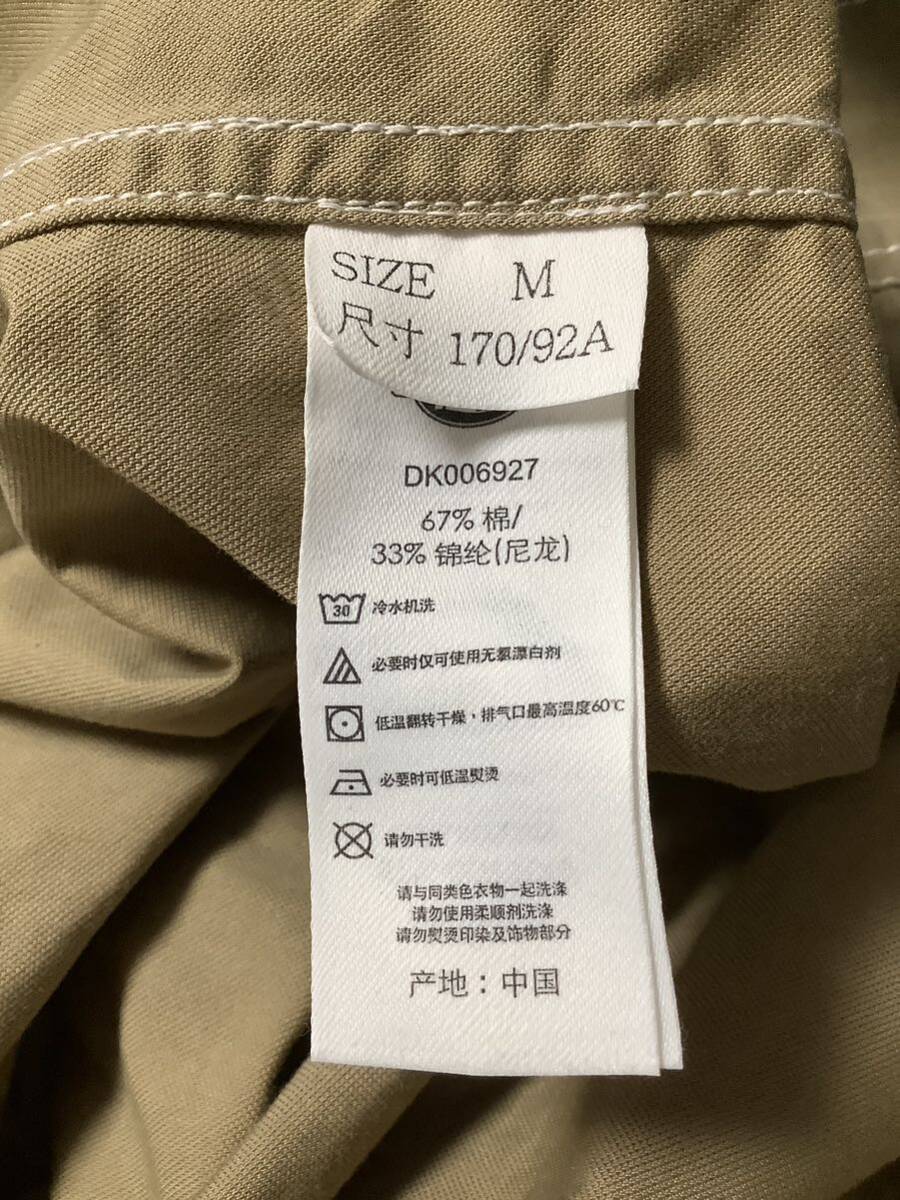 SIZE M
尺寸 170/92A
DK006927
67% 棉/
33% 锦纶(尼龙)
30 冷水机洗
必要时仅可使用无氯漂白剂
低温翻转干燥，排气口最高温度60℃
必要时可低温熨烫
请勿干洗
请与同类色衣物一起洗涤
请勿使用柔顺剂洗涤
请勿熨烫印染及饰物部分
产地：中国